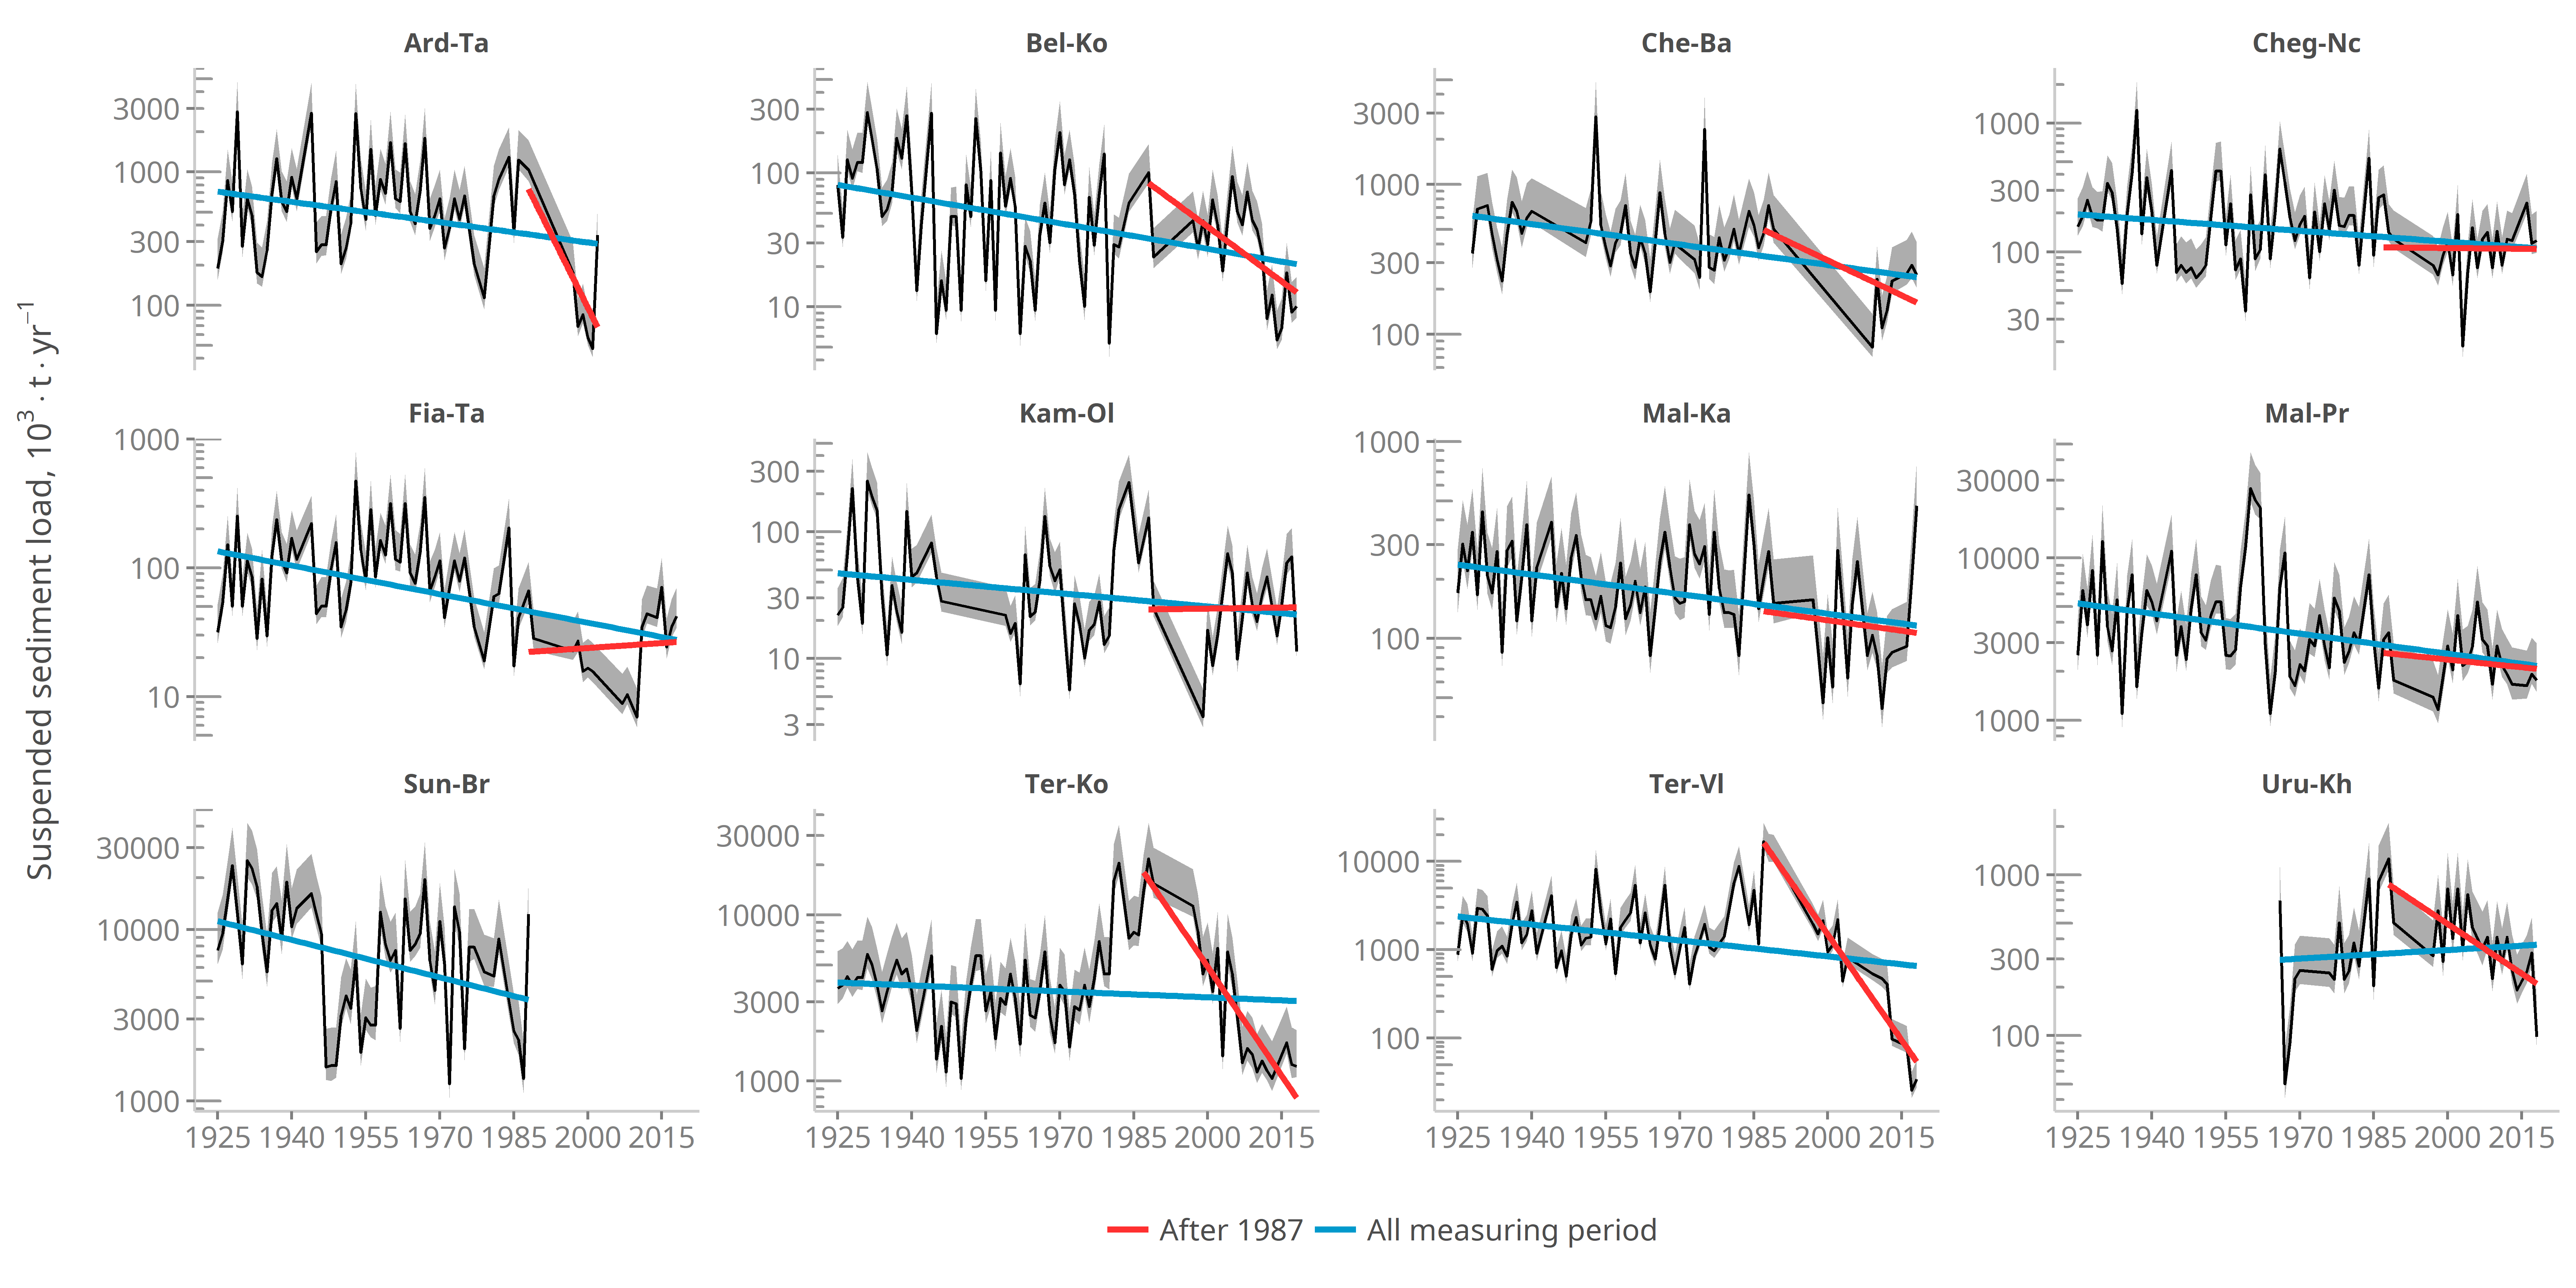 Ard-Ta Bel-Ko Che-Ba Cheg-Nc
3000 1000 300 100
300 100 30 10
3000 1000 300 100
1000 300 100 30
Suspended sediment load, 10³ · t · yr⁻¹
Fia-Ta Kam-Ol Mal-Ka Mal-Pr
1000 100 10
300 100 30 10 3
1000 300 100
30000 10000 3000 1000
Sun-Br Ter-Ko Ter-Vl Uru-Kh
30000 10000 3000 1000
30000 10000 3000 1000
10000 1000 100
1000 300 100
1925 1940 1955 1970 1985 2000 2015
1925 1940 1955 1970 1985 2000 2015
1925 1940 1955 1970 1985 2000 2015
1925 1940 1955 1970 1985 2000 2015
After 1987 All measuring period